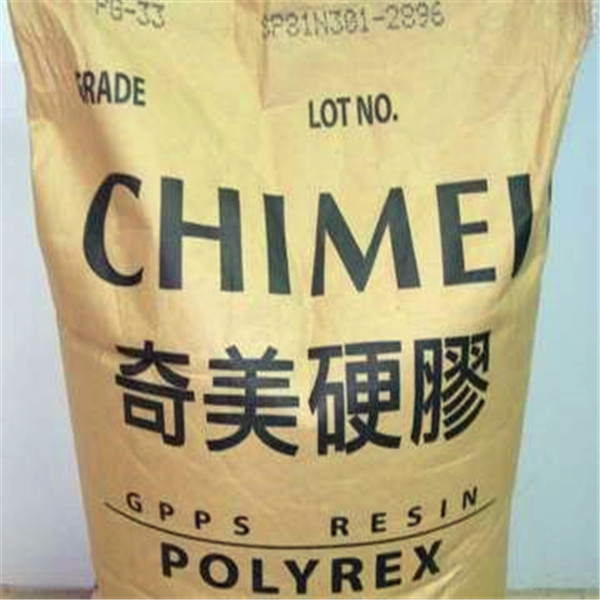 PG-33 SP81N301-2896
GRADE LOT NO.
CHIMEI
奇美硬膠
GPPS RESIN
POLYREX